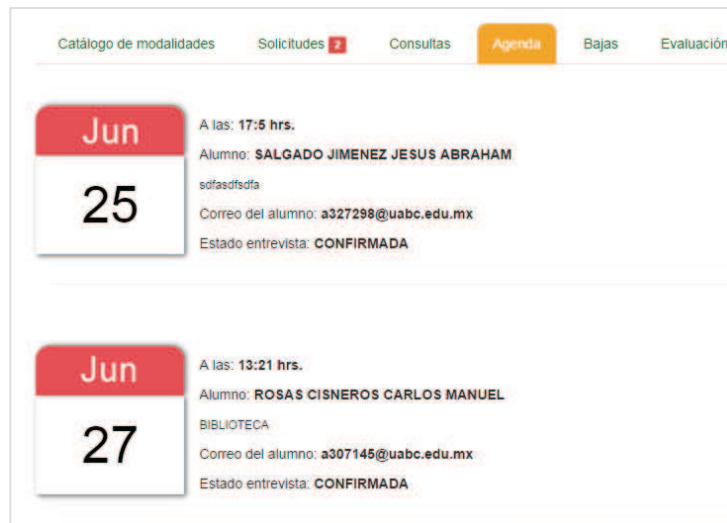 Catálogo de modalidades Solicitudes 2 Consultas Agenda Bajas Evaluación
Jun
25
A las: 17:5 hrs.
Alumno: SALGADO JIMENEZ JESUS ABRAHAM
sdfasdfsdfa
Correo del alumno: a327298@uabc.edu.mx
Estado entrevista: CONFIRMADA
Jun
27
A las: 13:21 hrs.
Alumno: ROSAS CISNEROS CARLOS MANUEL
BIBLIOTECA
Correo del alumno: a307145@uabc.edu.mx
Estado entrevista: CONFIRMADA